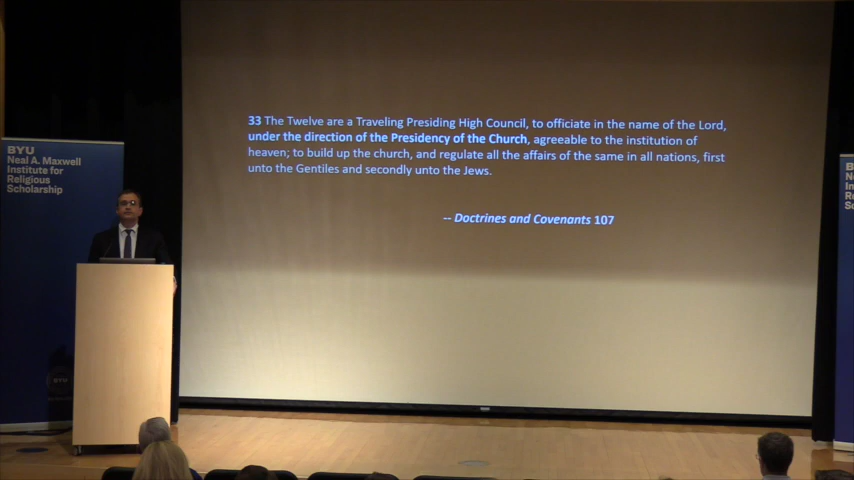 33 The Twelve are a Traveling Presiding High Council, to officiate in the name of the Lord,
under the direction of the Presidency of the Church, agreeable to the institution of
heaven; to build up the church, and regulate all the affairs of the same in all nations, first
unto the Gentiles and secondly unto the Jews.
-- Doctrines and Covenants 107
BYU
Neal A. Maxwell
Institute for
Religious
Scholarship
BYU
BYU